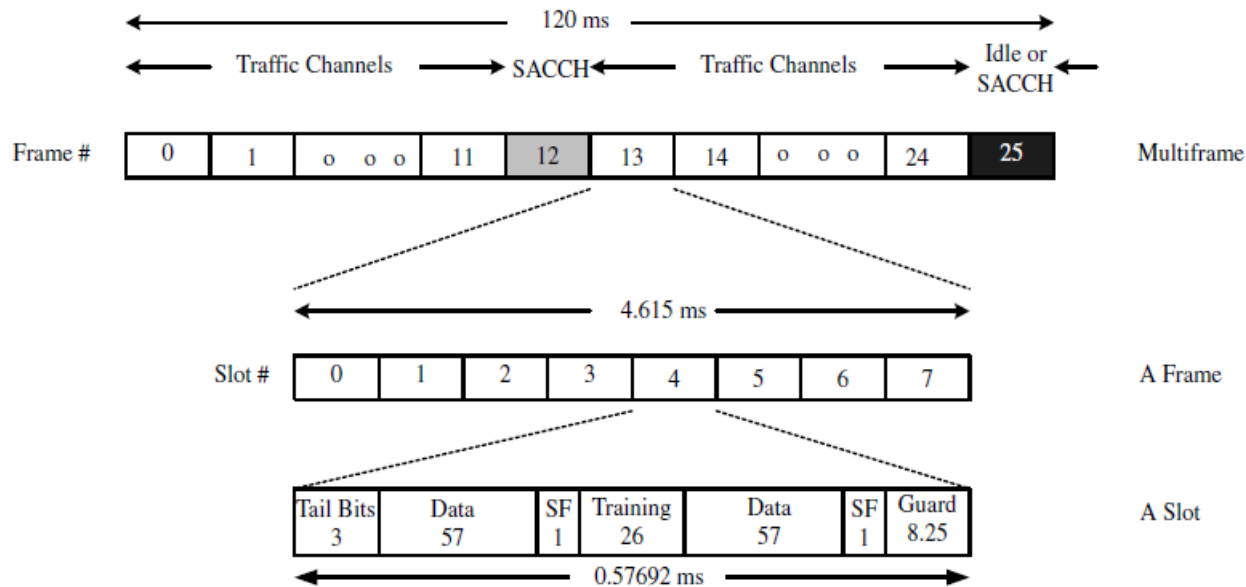 120 ms
Traffic Channels SACCH Traffic Channels Idle or
SACCH
Frame # 0 1 o o o 11 12 13 14 o o o 24 25 Multiframe
4.615 ms
Slot # 0 1 2 3 4 5 6 7 A Frame
Tail Bits Data SF Training Data SF Guard A Slot
3 57 1 26 57 1 8.25
0.57692 ms